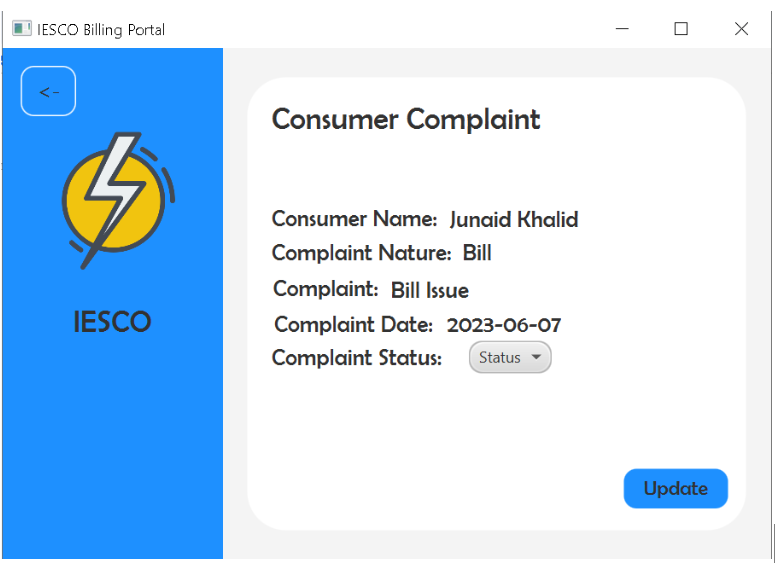 IESCO Billing Portal
<-
IESCO
Consumer Complaint
Consumer Name: Junaid Khalid
Complaint Nature: Bill
Complaint: Bill Issue
Complaint Date: 2023-06-07
Complaint Status: Status
Update